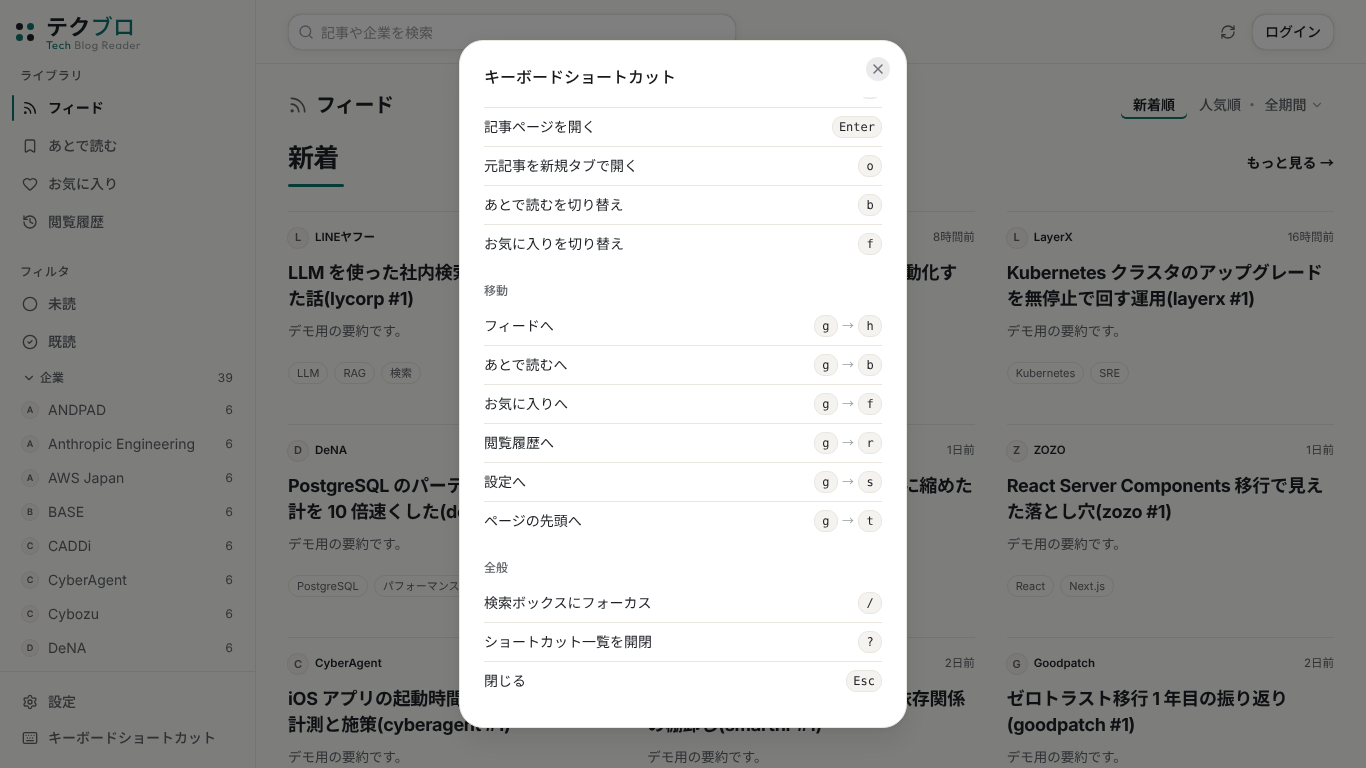 テクブロ
Tech Blog Reader
ライブラリ
フィード
あとで読む
お気に入り
閲覧履歴
フィルタ
未読
既読
企業 39
A ANDPAD 6
A Anthropic Engineering 6
A AWS Japan 6
B BASE 6
C CADDi 6
C CyberAgent 6
C Cybozu 6
D DeNA 6
設定
キーボードショートカット
記事や企業を検索
ログイン
フィード
新着順 人気順 • 全期間
新着
もっと見る →
L LINEヤフー
LLM を使った社内検索
た話(lycorp #1)
デモ用の要約です。
LLM RAG 検索
8時間前
動化す
L LayerX 16時間前
Kubernetes クラスタのアップグレード
を無停止で回す運用(layerx #1)
デモ用の要約です。
Kubernetes SRE
D DeNA
PostgreSQL のパーテ
計を 10 倍速くした(de
デモ用の要約です。
PostgreSQL パフォーマンス
1日前
に縮めた
Z ZOZO 1日前
React Server Components 移行で見え
た落とし穴(zozo #1)
デモ用の要約です。
React Next.js
C CyberAgent
iOS アプリの起動時間
計測と施策(cyberagent #1)
デモ用の要約です。
2日前
依存関係
の棚卸し(smarthr #1)
デモ用の要約です。
G Goodpatch 2日前
ゼロトラスト移行 1 年目の振り返り
(goodpatch #1)
デモ用の要約です。
キーボードショートカット
記事ページを開く Enter
元記事を新規タブで開く o
あとで読むを切り替え b
お気に入りを切り替え f
移動
フィードへ g → h
あとで読むへ g → b
お気に入りへ g → f
閲覧履歴へ g → r
設定へ g → s
ページの先頭へ g → t
全般
検索ボックスにフォーカス /
ショートカット一覧を開閉 ?
閉じる Esc